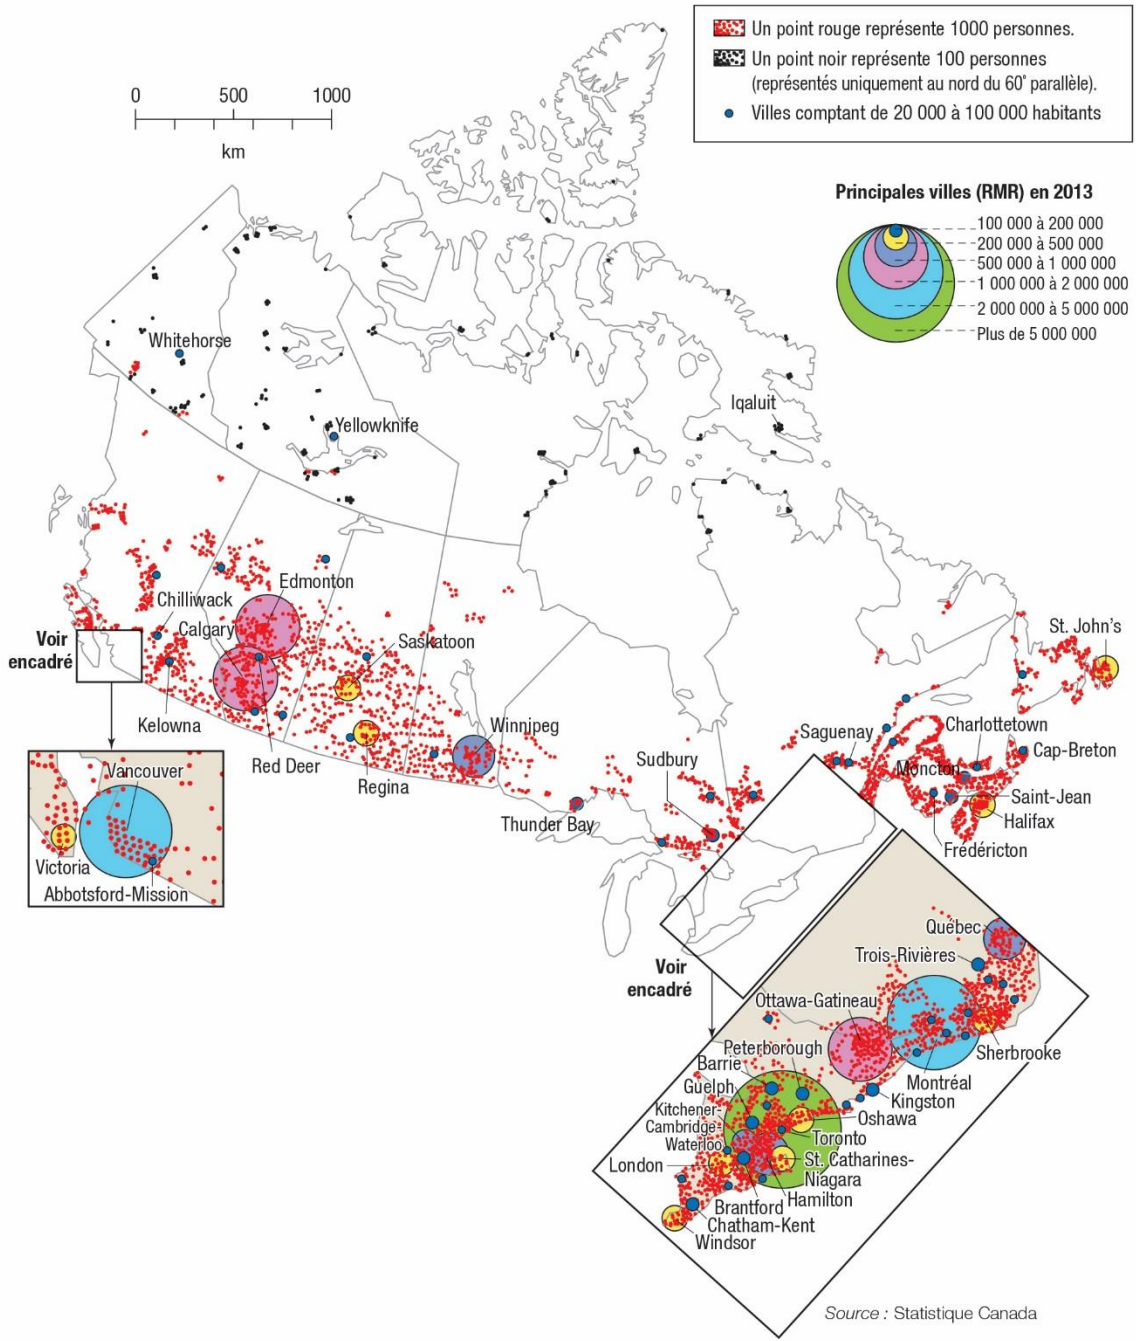 Un point rouge représente 1000 personnes.
Un point noir représente 100 personnes
(représentés uniquement au nord du 60° parallèle).
Villes comptant de 20 000 à 100 000 habitants
0 500 1000
km
Principales villes (RMR) en 2013
100 000 à 200 000
200 000 à 500 000
500 000 à 1 000 000
1 000 000 à 2 000 000
2 000 000 à 5 000 000
Plus de 5 000 000
Whitehorse
Iqaluit
Yellowknife
Edmonton
Chilliwack
Calgary
Saskatoon
Voir
encadré
Kelowna
Red Deer
Regina
Winnipeg
Thunder Bay
Sudbury
St. John's
Saguenay
Charlottetown
Cap-Breton
Moncton
Saint-Jean
Halifax
Frédéricton
Vancouver
Victoria
Abbotsford-Mission
Voir
encadré
Québec
Trois-Rivières
Ottawa-Gatineau
Sherbrooke
Peterborough
Barrie
Montréal
Guelph
Kingston
Kitchener-
Cambridge-
Waterloo
Oshawa
Toronto
London
St. Catharines-
Niagara
Hamilton
Brantford
Chatham-Kent
Windsor
Source : Statistique Canada